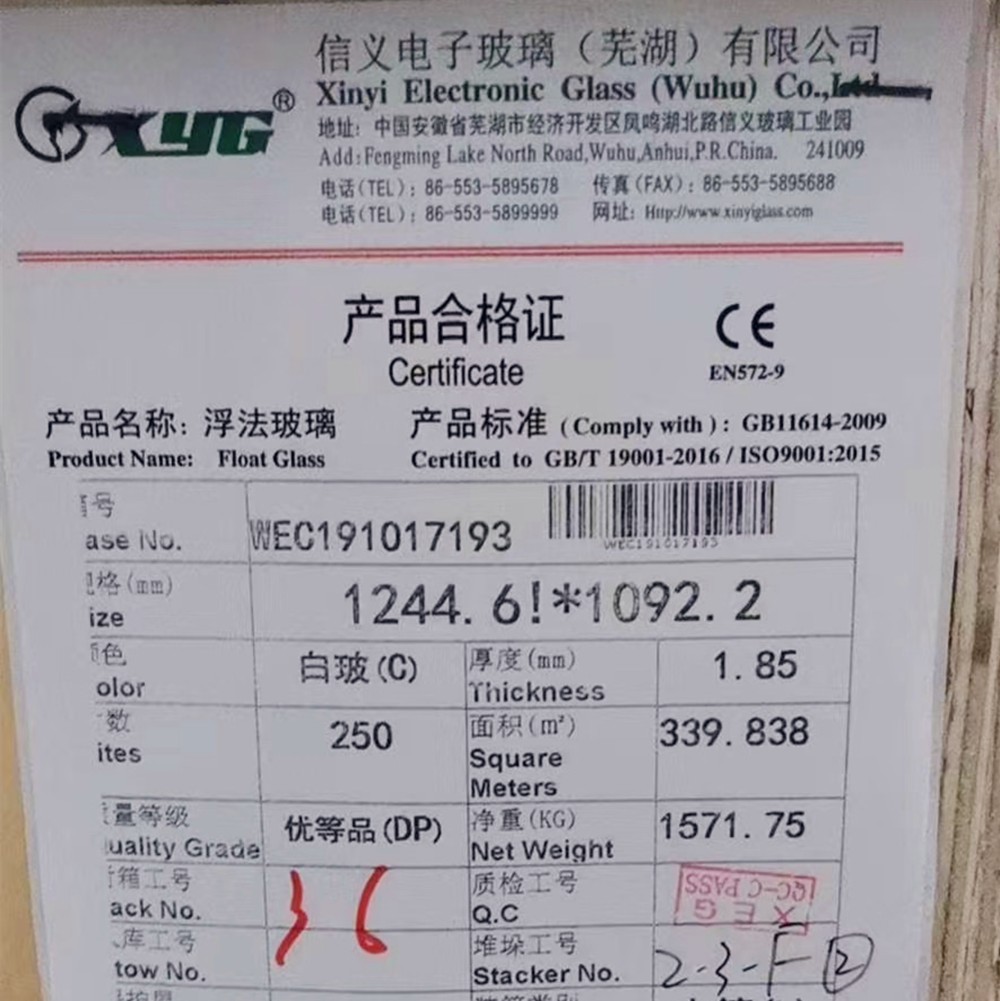 信义电子玻璃（芜湖）有限公司
XYG®
Xinyi Electronic Glass (Wuhu) Co.,Ltd.
地址：中国安徽省芜湖市经济开发区凤鸣湖北路信义玻璃工业园
Add:Fengming Lake North Road,Wuhu,Anhui,P.R.China. 241009
电话(TEL)：86-553-5895678 传真(FAX)：86-553-5895688
电话(TEL)：86-553-5899999 网址：Http://www.xinyiglass.com
产品合格证
Certificate
CE
EN572-9
产品名称：浮法玻璃 产品标准 (Comply with)：GB11614-2009
Product Name: Float Glass Certified to GB/T 19001-2016 / ISO9001:2015
号
ase No. WEC191017193
WEC191017193
格(mm)
ize 1244.6!*1092.2
色
olor 白玻(C) 厚度(mm)
Thickness 1.85
数
ites 250 面积(m²)
Square
Meters 339.838
量等级
uality Grade 优等品(DP) 净重(KG)
Net Weight 1571.75
箱工号
ack No. 36 质检工号
Q.C
QC-C PASS
XEG
库工号
tow No. 堆垛工号
Stacker No. 2-3-F ②